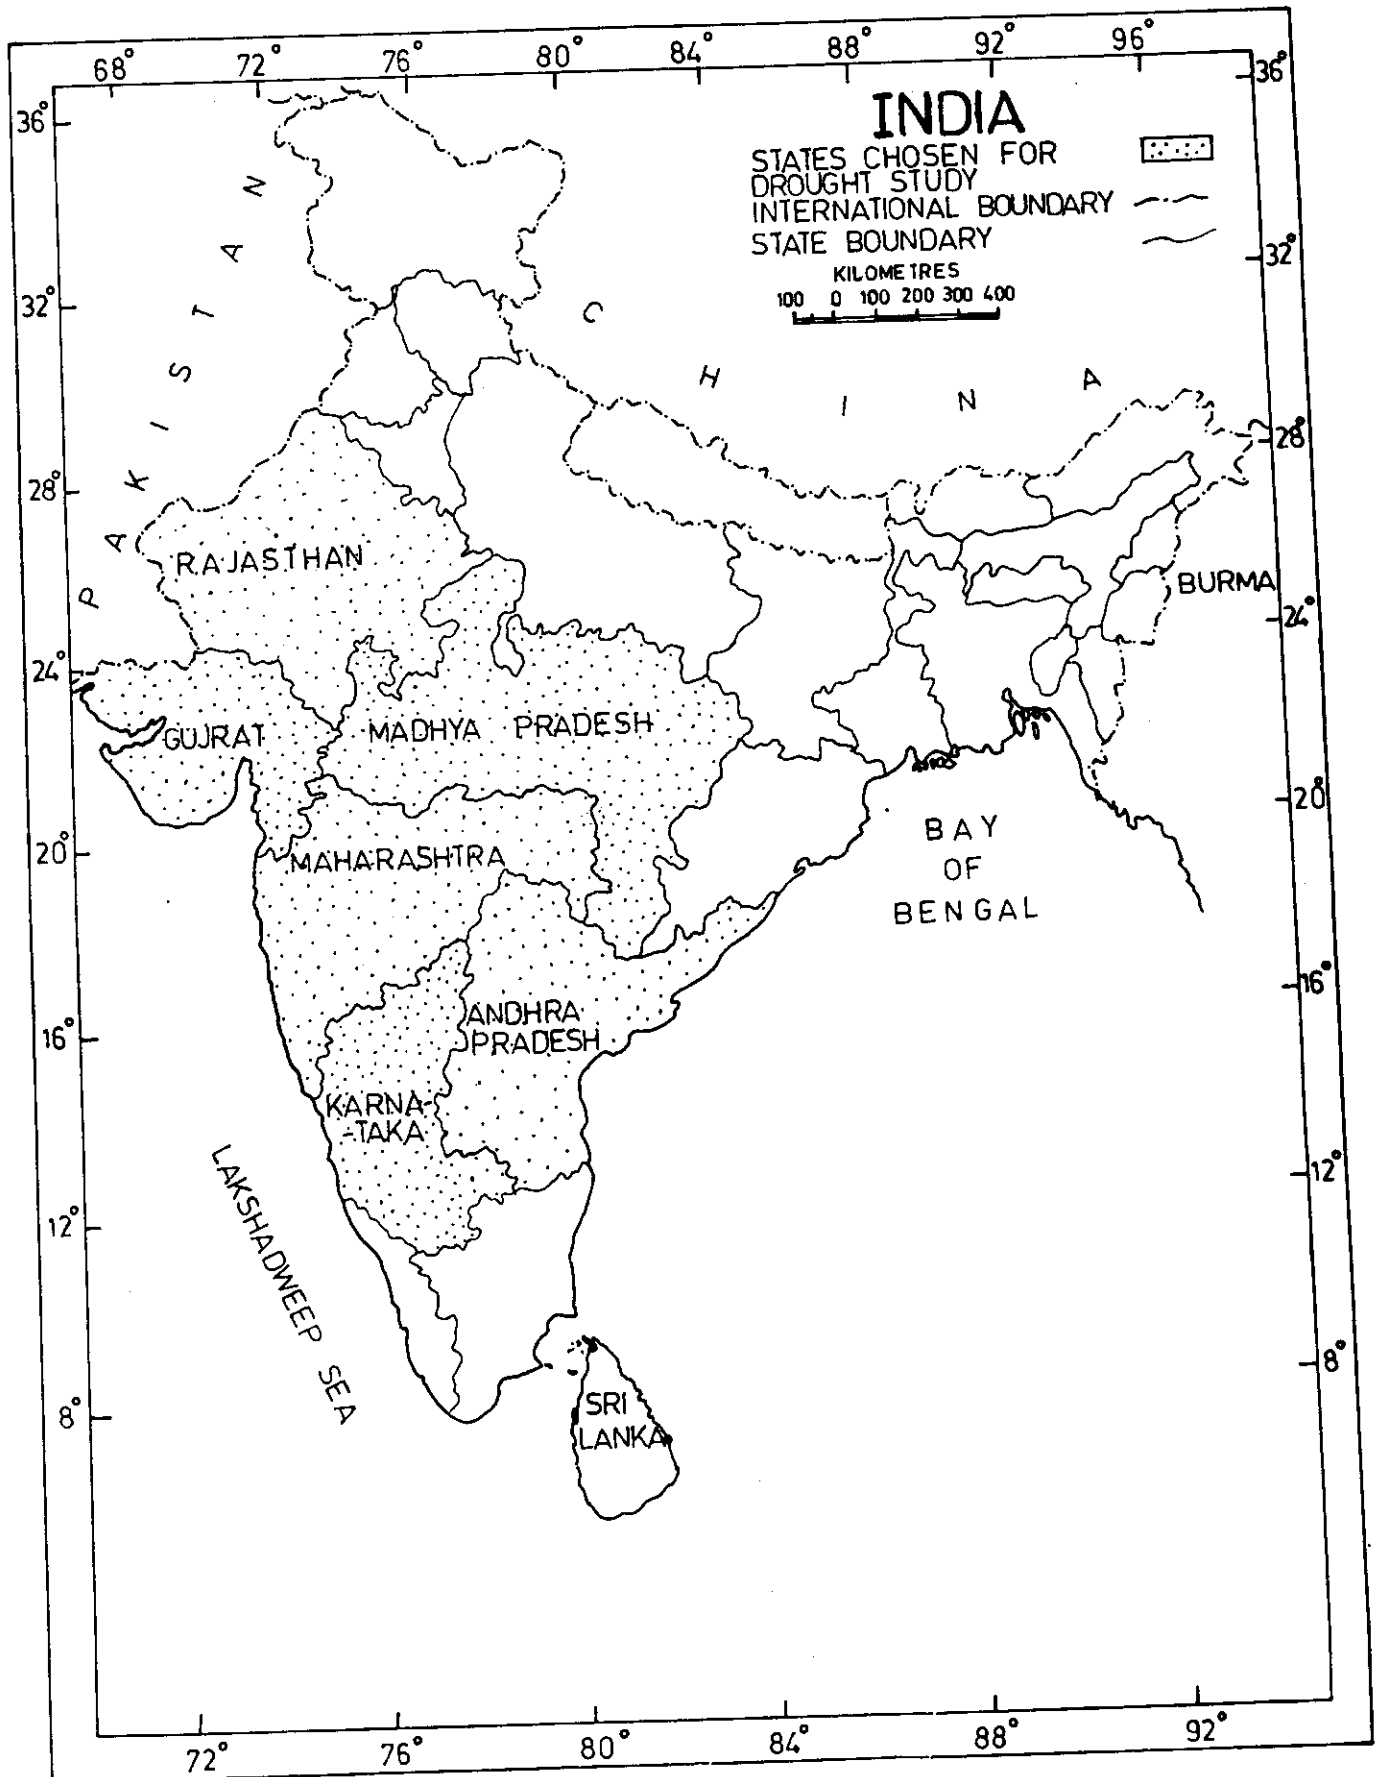 68° 72° 76° 80° 84° 88° 92° 96°
36° 36°
INDIA
STATES CHOSEN FOR
DROUGHT STUDY
INTERNATIONAL BOUNDARY
STATE BOUNDARY
KILOMETRES
100 0 100 200 300 400
32° 32°
PAKISTAN
CHINA
28° 28°
RAJASTHAN
BURMA
24° 24°
GUJRAT
MADHYA PRADESH
20° 20°
MAHARASHTRA
BAY
OF
BENGAL
16° 16°
ANDHRA
PRADESH
KARNA-
-TAKA
12° 12°
LAKSHADWEEP SEA
8° 8°
SRI
LANKA
72° 76° 80° 84° 88° 92°